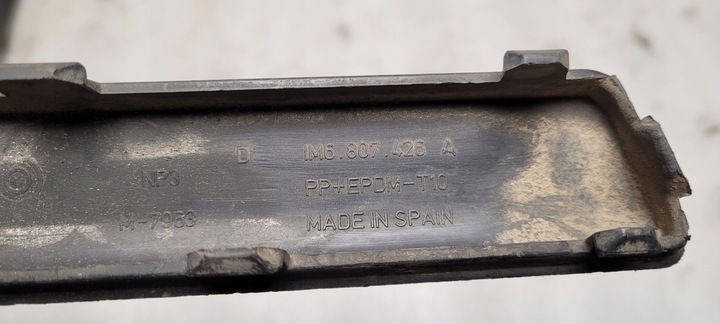 D 1M6.807.426 A
NP3 PP+EPDM-T10
M-7033 MADE IN SPAIN